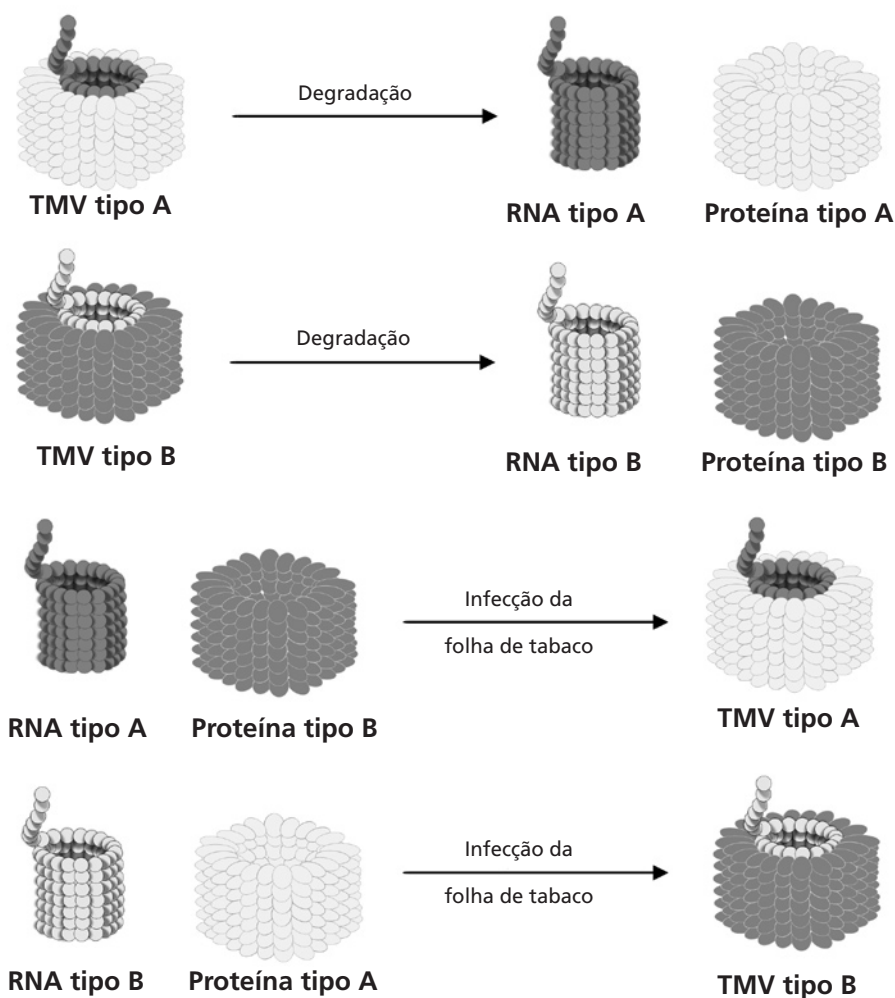 Degradação
TMV tipo A
RNA tipo A
Proteína tipo A
Degradação
TMV tipo B
RNA tipo B
Proteína tipo B
Infecção da
folha de tabaco
RNA tipo A
Proteína tipo B
TMV tipo A
Infecção da
folha de tabaco
RNA tipo B
Proteína tipo A
TMV tipo B